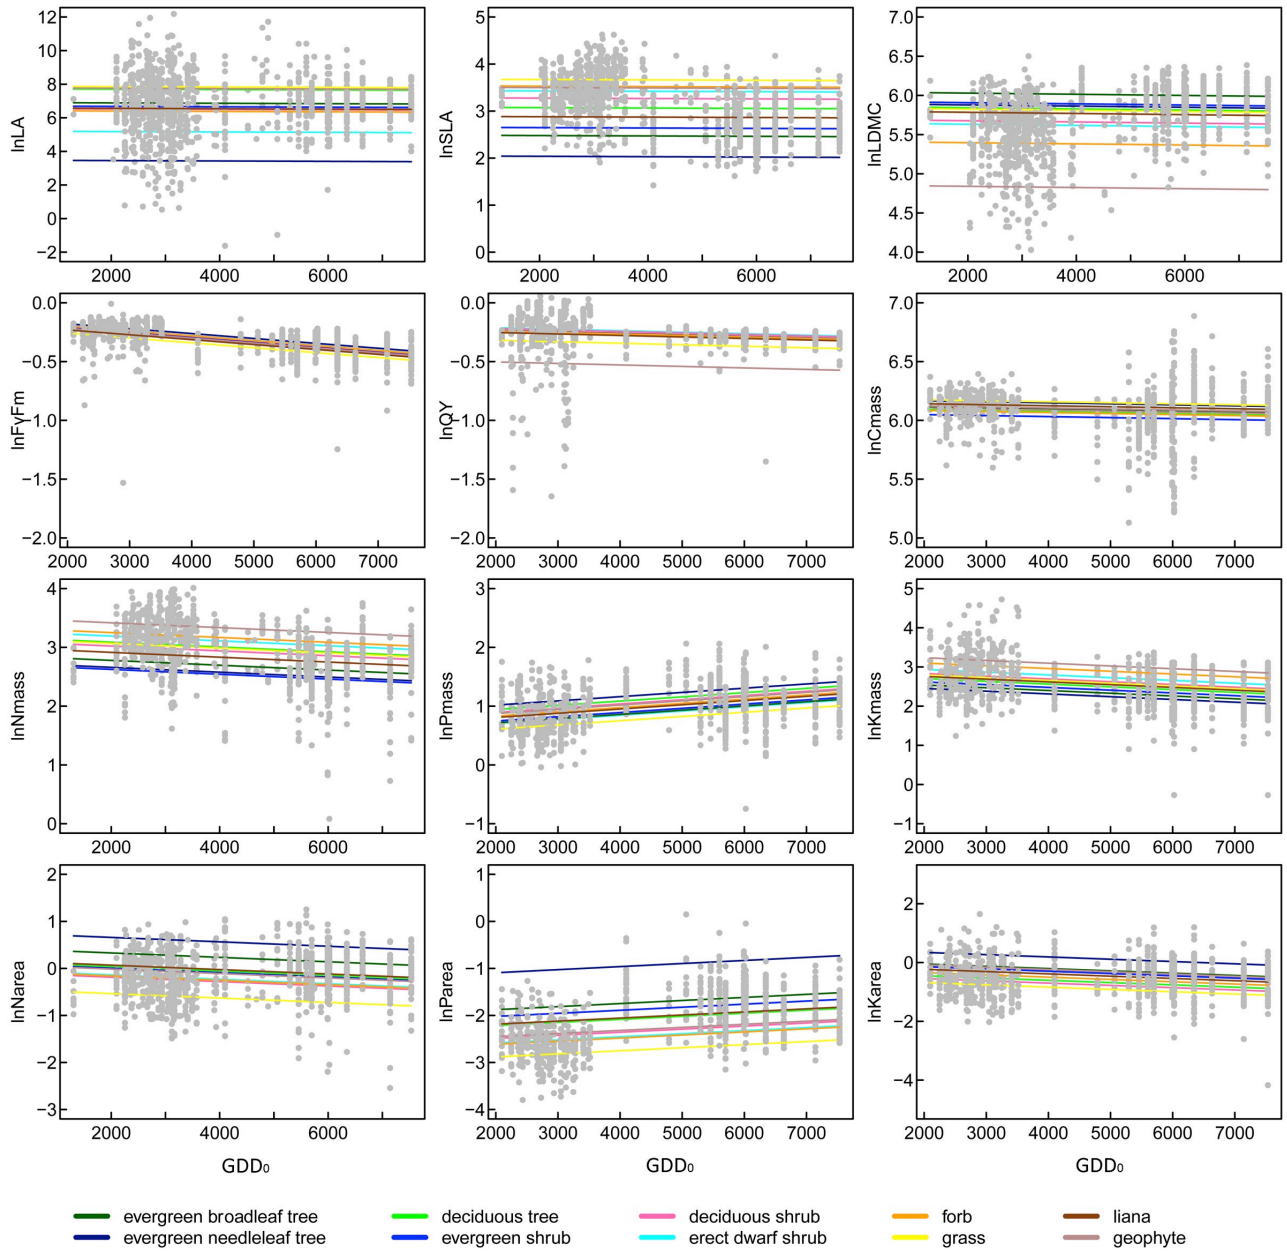 lnLA
12
10
8
6
4
2
0
−2
2000 4000 6000
lnSLA
5
4
3
2
1
0
2000 4000 6000
lnLDMC
7.0
6.5
6.0
5.5
5.0
4.5
4.0
2000 4000 6000
lnFvFm
0.0
−0.5
−1.0
−1.5
−2.0
2000 3000 4000 5000 6000 7000
lnQY
0.0
−0.5
−1.0
−1.5
−2.0
2000 3000 4000 5000 6000 7000
lnCmass
7.0
6.5
6.0
5.5
5.0
2000 3000 4000 5000 6000 7000
lnNmass
4
3
2
1
0
2000 4000 6000
lnPmass
3
2
1
0
−1
2000 3000 4000 5000 6000 7000
lnKmass
5
4
3
2
1
0
−1
2000 3000 4000 5000 6000 7000
lnNarea
2
1
0
−1
−2
−3
2000 4000 6000
GDD₀
lnParea
1
0
−1
−2
−3
−4
2000 3000 4000 5000 6000 7000
GDD₀
lnKarea
2
0
−2
−4
2000 3000 4000 5000 6000 7000
GDD₀
evergreen broadleaf tree deciduous tree deciduous shrub forb liana
evergreen needleleaf tree evergreen shrub erect dwarf shrub grass geophyte